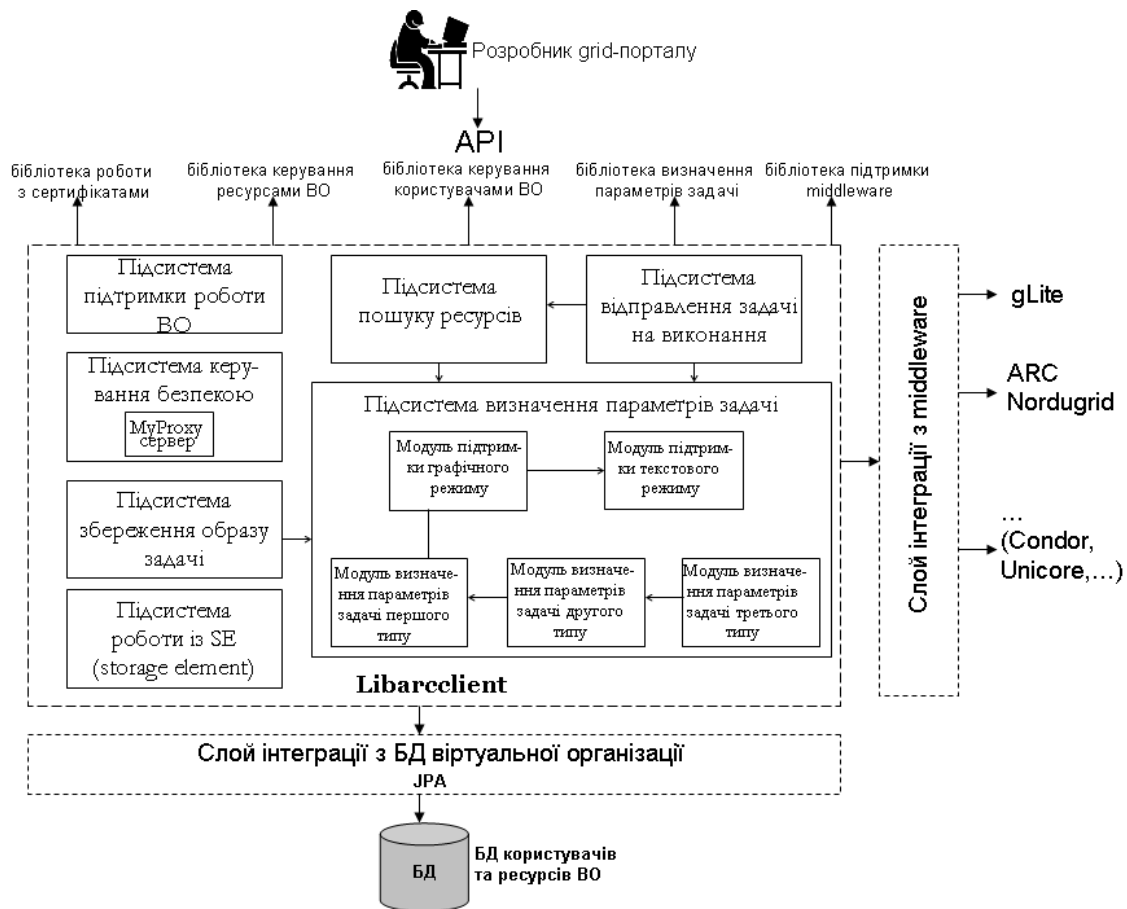 Розробник grid-порталу
API
бібліотека роботи
з сертифікатами
бібліотека керування
ресурсами ВО
бібліотека керування
користувачами ВО
бібліотека визначення
параметрів задачі
бібліотека підтримки
middleware
Підсистема
підтримки роботи
ВО
Підсистема
пошуку ресурсів
Підсистема
відправлення задачі
на виконання
Підсистема керу-
вання безпекою
MyProxy
сервер
Підсистема визначення параметрів задачі
Модуль підтрим-
ки графічного
режиму
Модуль підтрим-
ки текстового
режиму
Підсистема
збереження образу
задачі
Модуль визначе-
ння параметрів
задачі першого
типу
Модуль визначе-
ння параметрів
задачі другого
типу
Модуль визначе-
ння параметрів
задачі третього
типу
Підсистема
роботи із SE
(storage element)
Libarcclient
Слой інтеграції з middleware
gLite
ARC
Nordugrid
...
(Condor,
Unicore,...)
Слой інтеграції з БД віртуальної організації
JPA
БД
БД користувачів
та ресурсів ВО